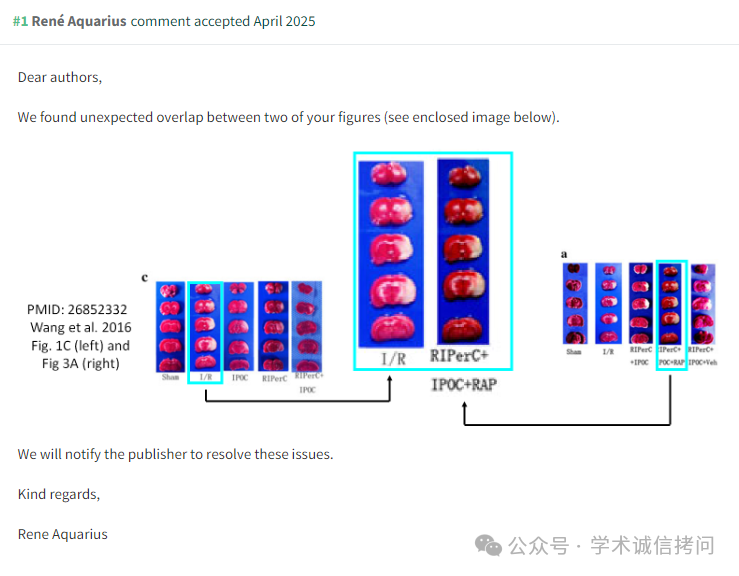 #1 René Aquarius comment accepted April 2025
Dear authors,
We found unexpected overlap between two of your figures (see enclosed image below).
PMID: 26852332
Wang et al. 2016
Fig. 1C (left) and
Fig 3A (right)
c
Sham I/R IPOC RIPerC RIPerC+
IPOC
I/R RIPerC+
IPOC+RAP
a
Sham I/R RIPerC IPerC+ RIPerC+
+IPOC POC+RAP IPOC+Veh
We will notify the publisher to resolve these issues.
Kind regards,
Rene Aquarius
公众号 · 学术诚信拷问